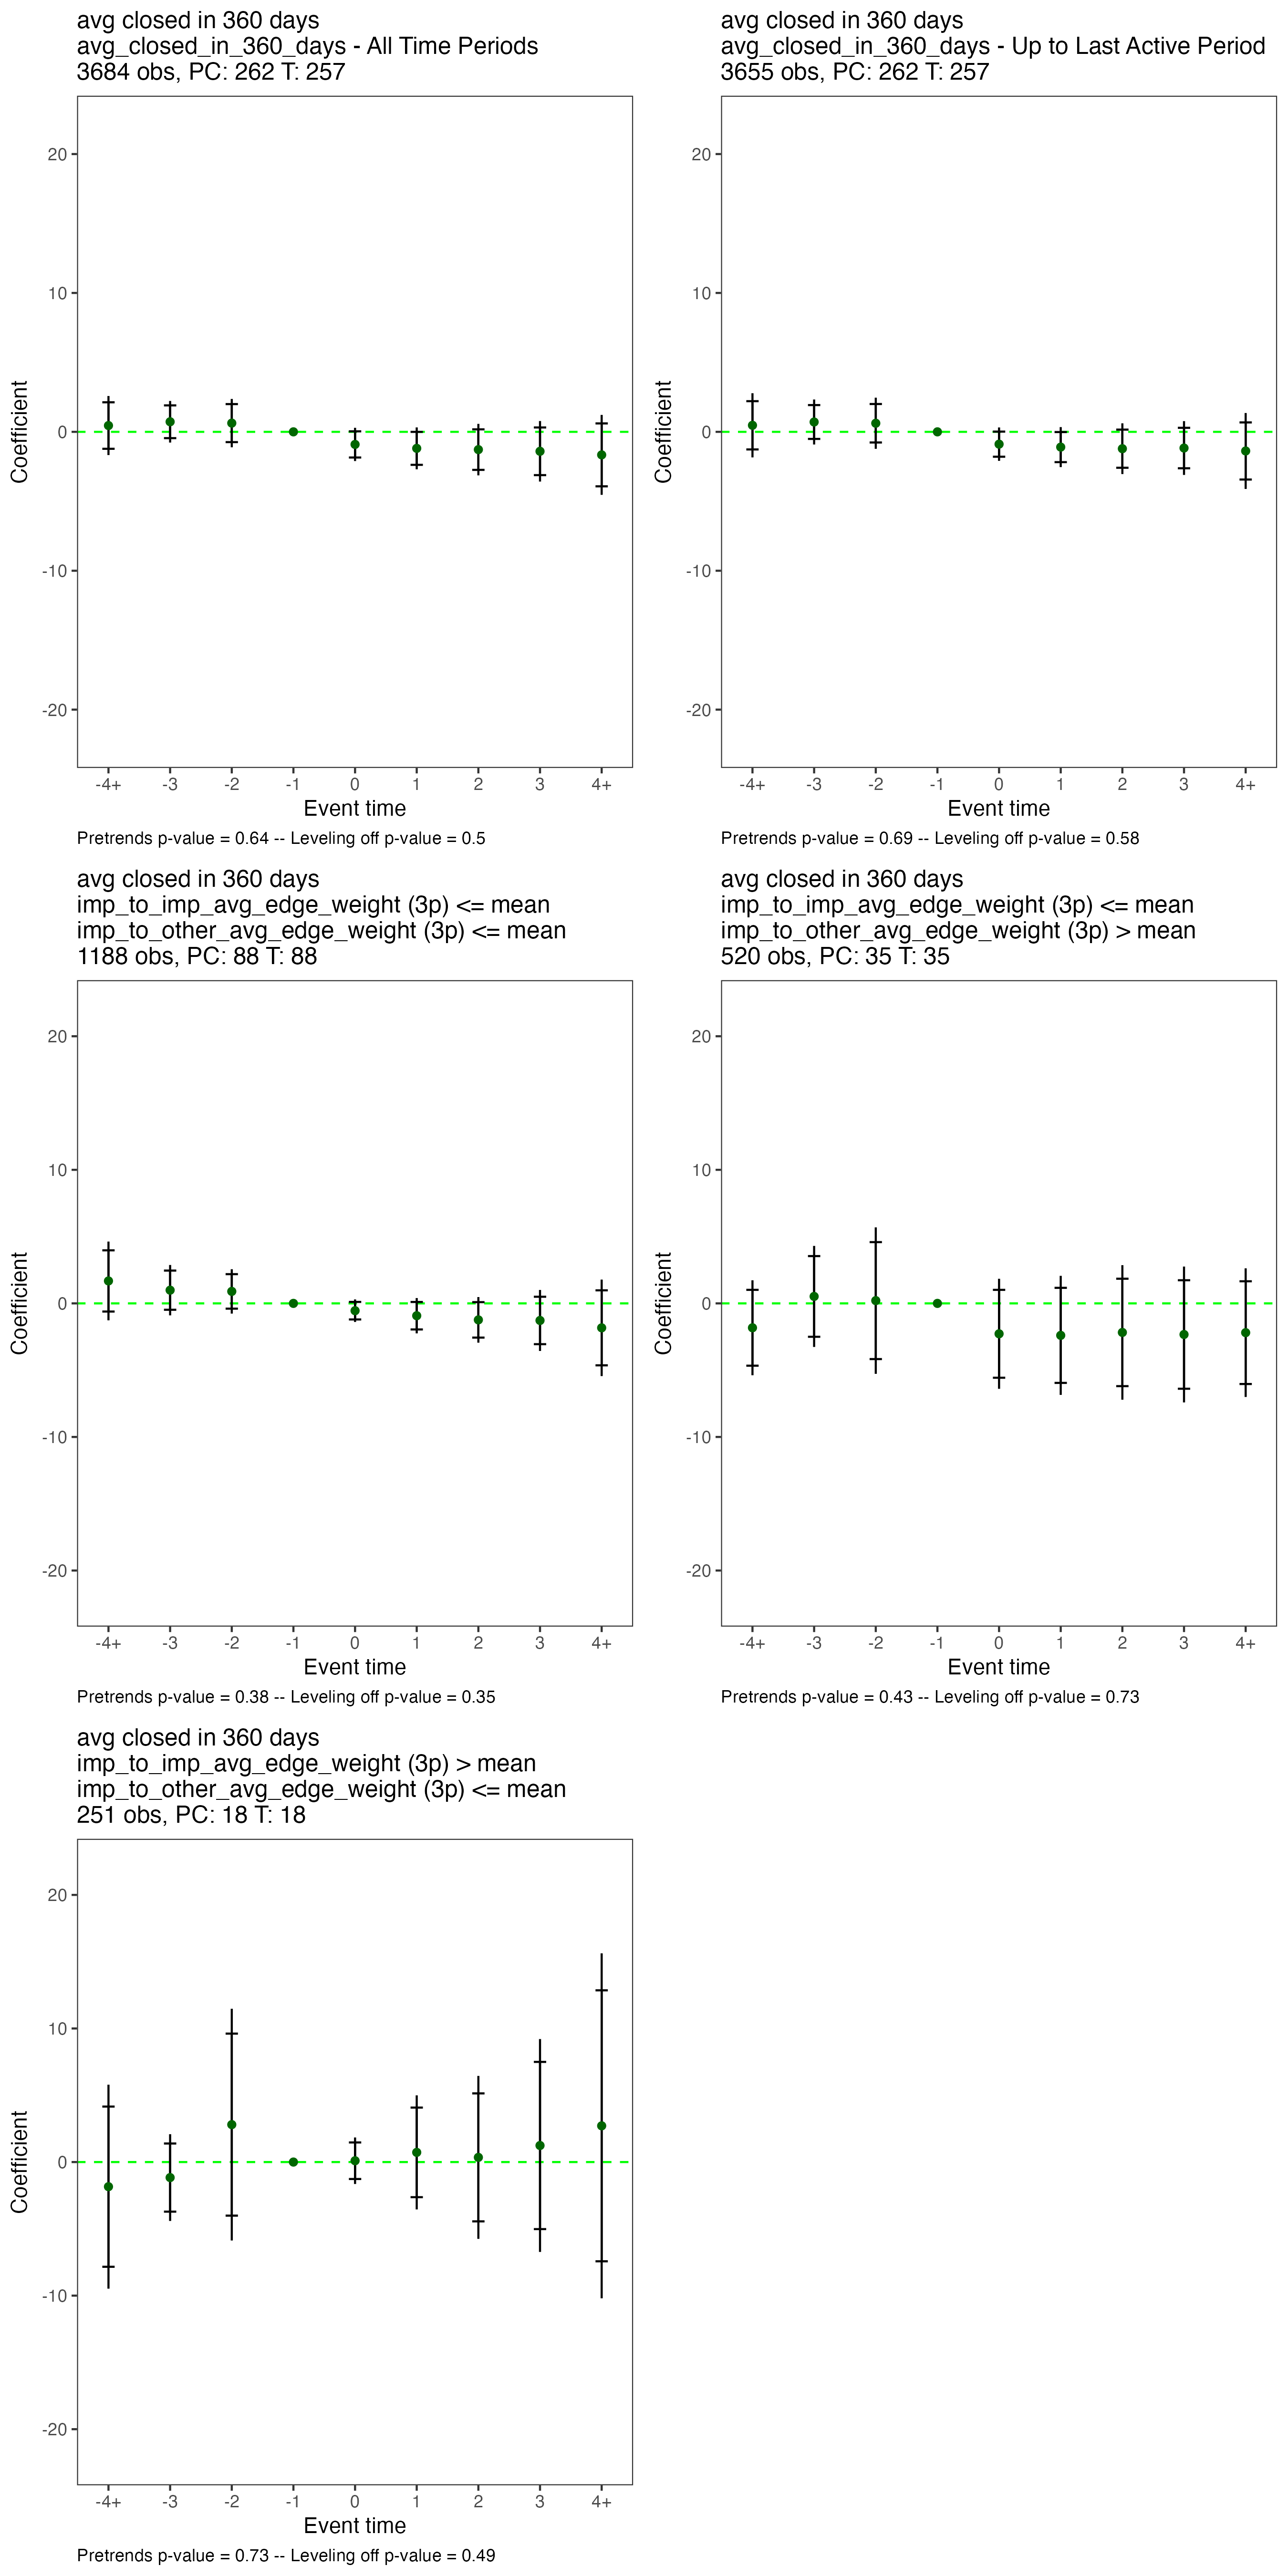 avg closed in 360 days
avg_closed_in_360_days - All Time Periods
3684 obs, PC: 262 T: 257
20
10
0
-10
-20
Coefficient
-4+ -3 -2 -1 0 1 2 3 4+
Event time
Pretrends p-value = 0.64 -- Leveling off p-value = 0.5
avg closed in 360 days
avg_closed_in_360_days - Up to Last Active Period
3655 obs, PC: 262 T: 257
20
10
0
-10
-20
Coefficient
-4+ -3 -2 -1 0 1 2 3 4+
Event time
Pretrends p-value = 0.69 -- Leveling off p-value = 0.58
avg closed in 360 days
imp_to_imp_avg_edge_weight (3p) <= mean
imp_to_other_avg_edge_weight (3p) <= mean
1188 obs, PC: 88 T: 88
20
10
0
-10
-20
Coefficient
-4+ -3 -2 -1 0 1 2 3 4+
Event time
Pretrends p-value = 0.38 -- Leveling off p-value = 0.35
avg closed in 360 days
imp_to_imp_avg_edge_weight (3p) <= mean
imp_to_other_avg_edge_weight (3p) > mean
520 obs, PC: 35 T: 35
20
10
0
-10
-20
Coefficient
-4+ -3 -2 -1 0 1 2 3 4+
Event time
Pretrends p-value = 0.43 -- Leveling off p-value = 0.73
avg closed in 360 days
imp_to_imp_avg_edge_weight (3p) > mean
imp_to_other_avg_edge_weight (3p) <= mean
251 obs, PC: 18 T: 18
20
10
0
-10
-20
Coefficient
-4+ -3 -2 -1 0 1 2 3 4+
Event time
Pretrends p-value = 0.73 -- Leveling off p-value = 0.49